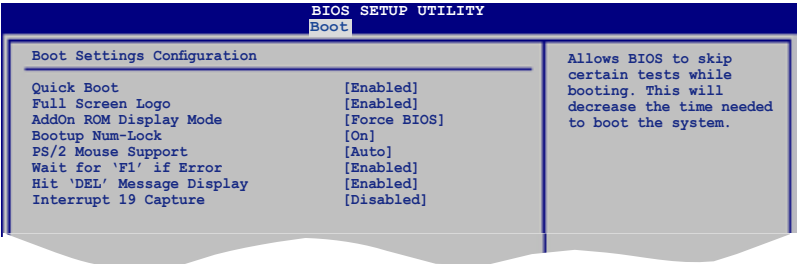 BIOS SETUP UTILITY
Boot
Boot Settings Configuration
Quick Boot [Enabled]
Full Screen Logo [Enabled]
AddOn ROM Display Mode [Force BIOS]
Bootup Num-Lock [On]
PS/2 Mouse Support [Auto]
Wait for ‘F1’ if Error [Enabled]
Hit ‘DEL’ Message Display [Enabled]
Interrupt 19 Capture [Disabled]
Allows BIOS to skip
certain tests while
booting. This will
decrease the time needed
to boot the system.